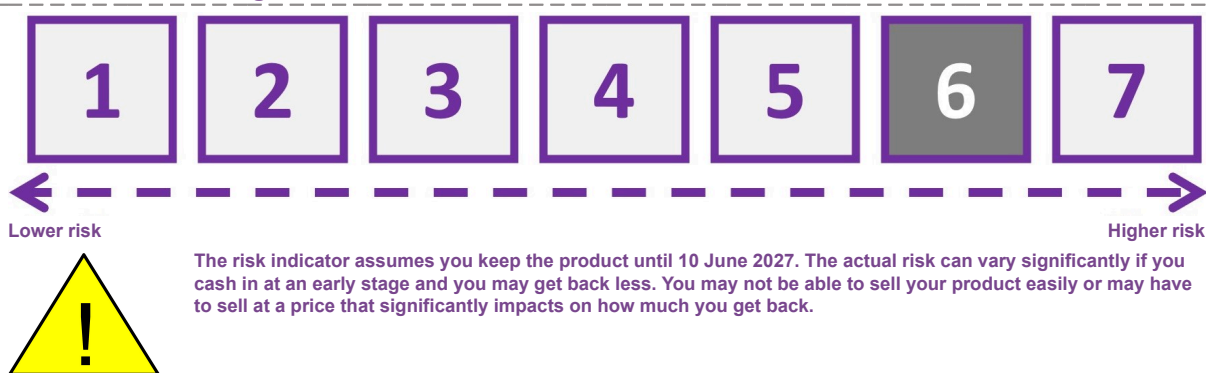 1 2 3 4 5 6 7
Lower risk Higher risk
The risk indicator assumes you keep the product until 10 June 2027. The actual risk can vary significantly if you
cash in at an early stage and you may get back less. You may not be able to sell your product easily or may have
to sell at a price that significantly impacts on how much you get back.
!